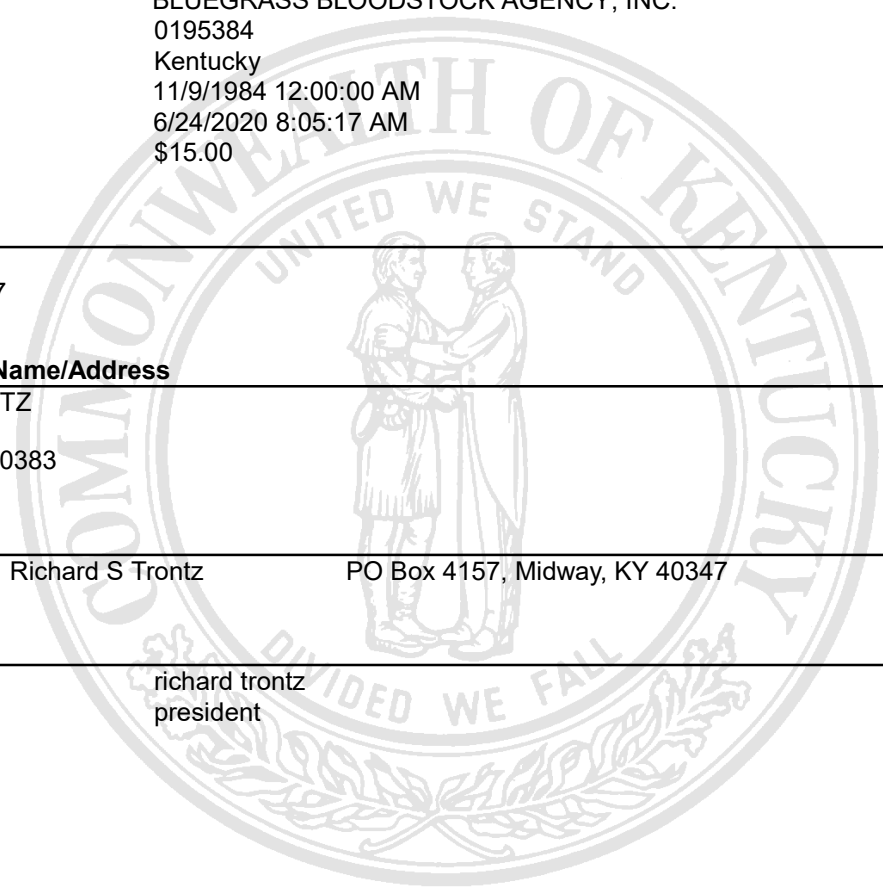 BLUEGRASS BLOODSTOCK AGENCY, INC.
0195384
Kentucky
11/9/1984 12:00:00 AM
6/24/2020 8:05:17 AM
$15.00
COMMONWEALTH OF KENTUCKY
UNITED WE STAND
7
Name/Address
TZ
0383
Richard S Trontz PO Box 4157, Midway, KY 40347
DIVIDED WE FALL
richard trontz
president